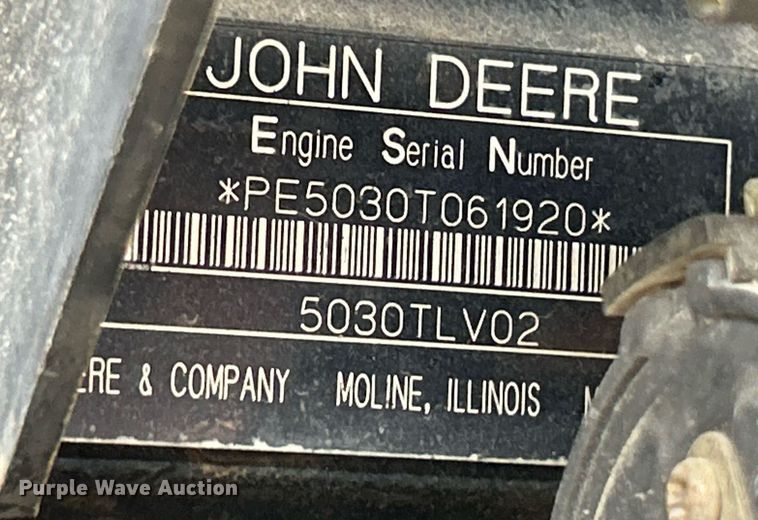 JOHN DEERE
Engine Serial Number
*PE5030T061920*
5030TLV02
ERE & COMPANY MOLINE, ILLINOIS
Purple Wave Auction